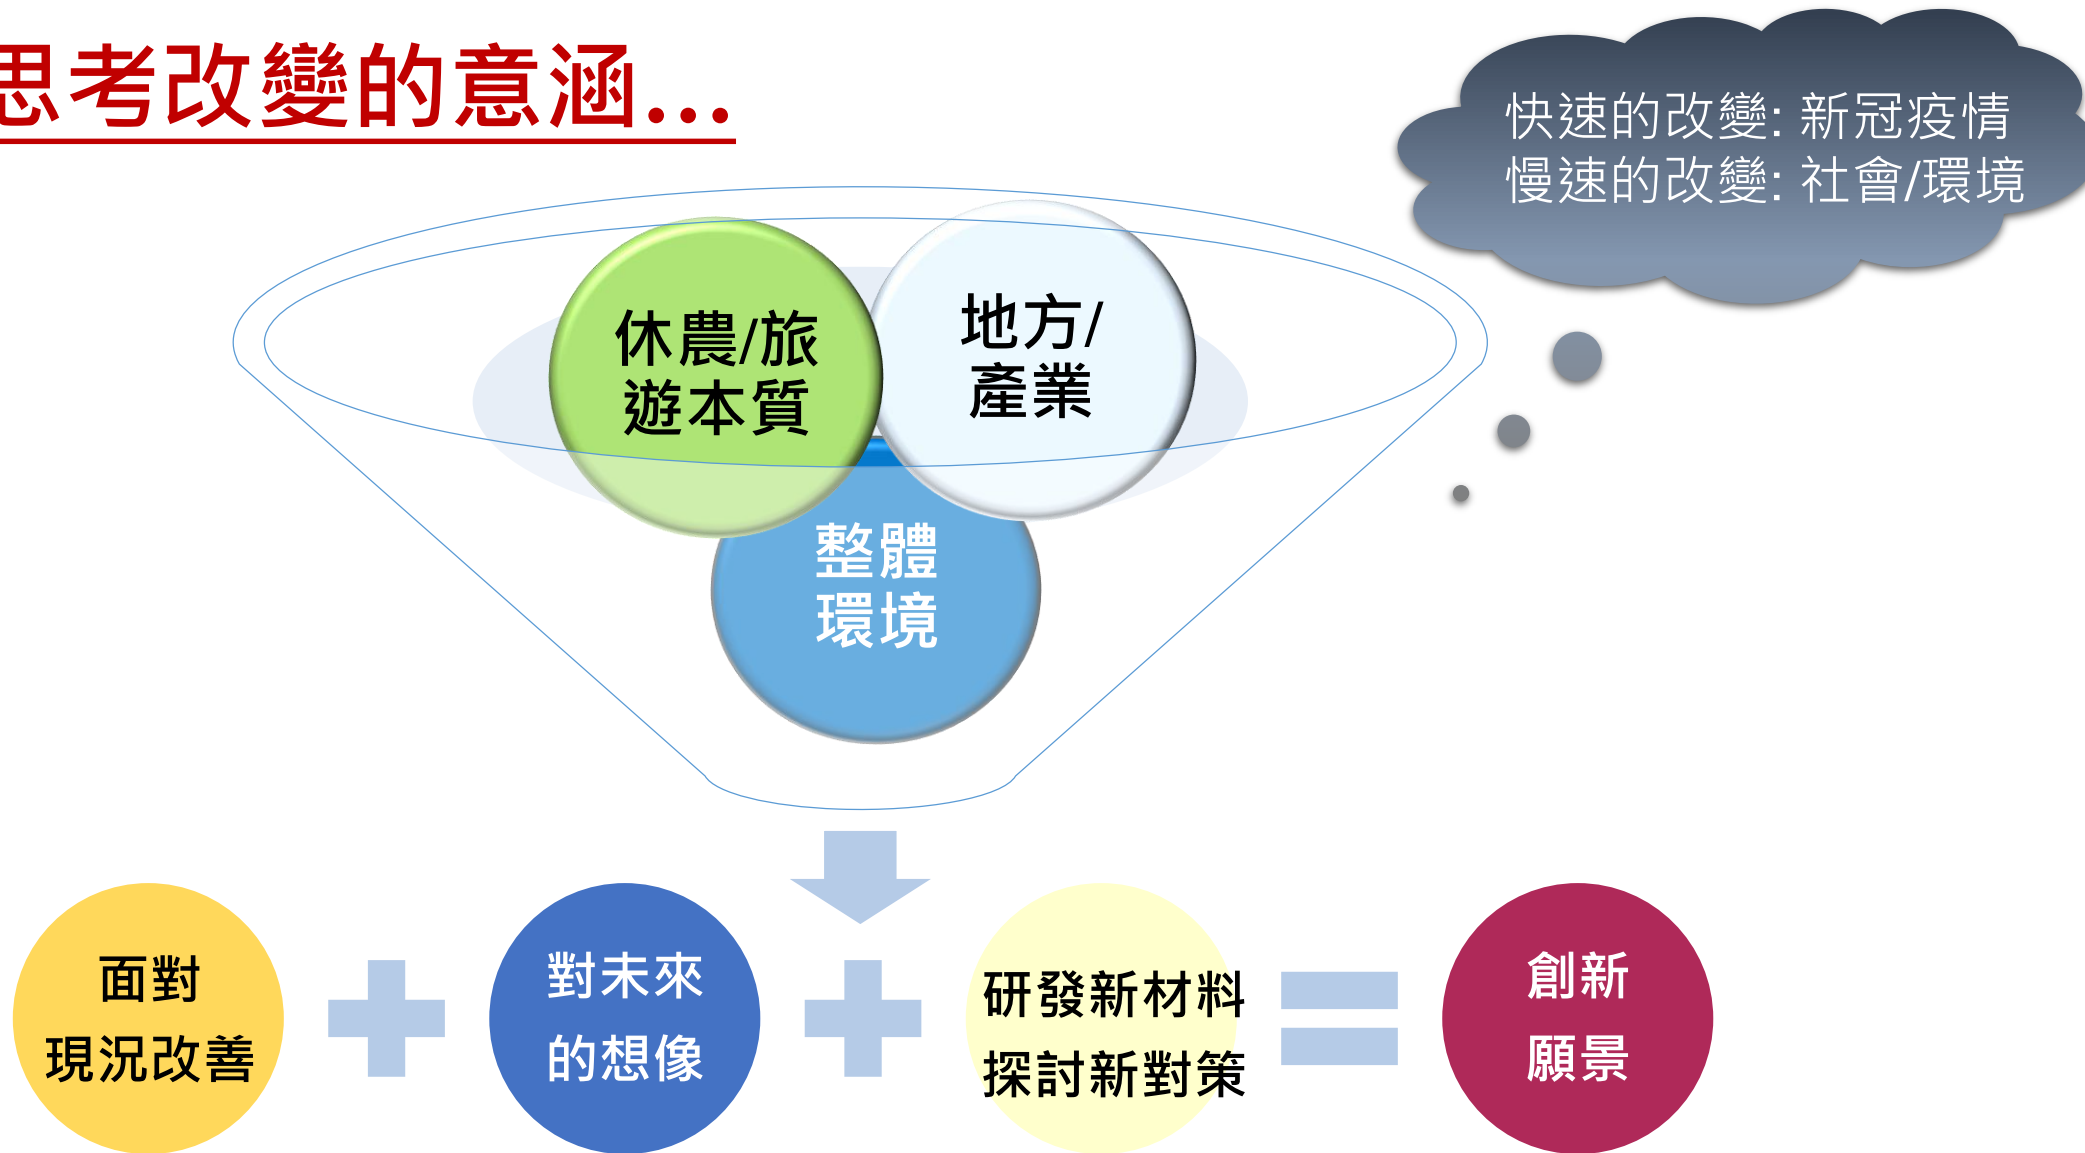 思考改變的意涵...
快速的改變: 新冠疫情
慢速的改變: 社會/環境
休農/旅
遊本質
地方/
產業
整體
環境
面對
現況改善
對未來
的想像
研發新材料
探討新對策
創新
願景